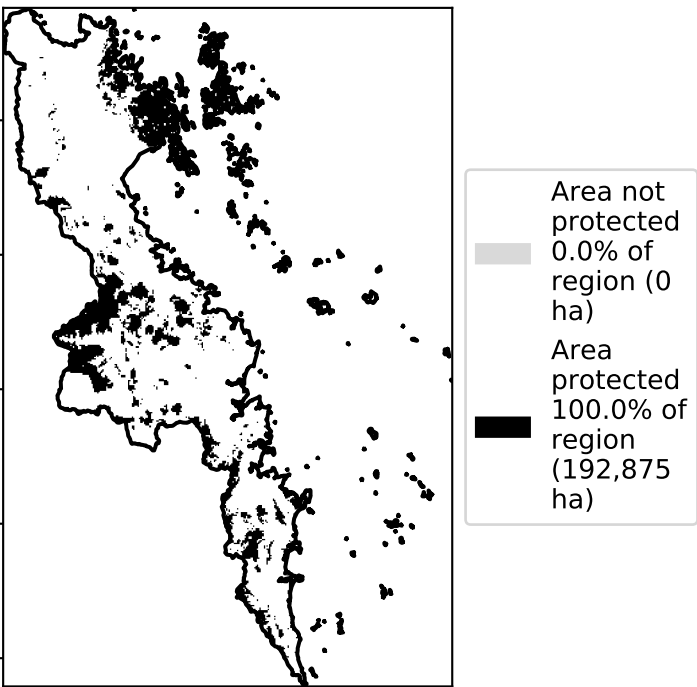 Area not
protected
0.0% of
region (0
ha)
Area
protected
100.0% of
region
(192,875
ha)